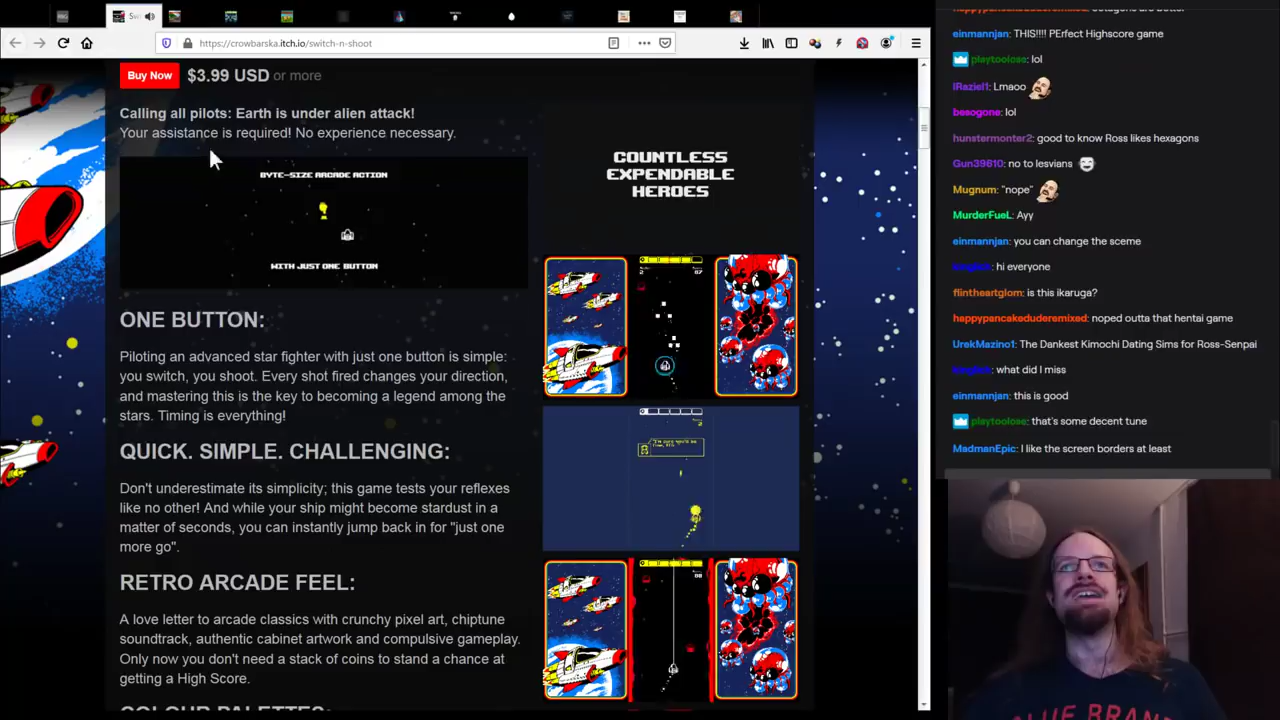 https://crowbarska.itch.io/switch-n-shoot
Buy Now
$3.99 USD or more
Calling all pilots: Earth is under alien attack!
Your assistance is required! No experience necessary.
BYTE-SIZE ARCADE ACTION
WITH JUST ONE BUTTON
ONE BUTTON:
Piloting an advanced star fighter with just one button is simple:
you switch, you shoot. Every shot fired changes your direction,
and mastering this is the key to becoming a legend among the
stars. Timing is everything!
QUICK. SIMPLE. CHALLENGING:
Don't underestimate its simplicity; this game tests your reflexes
like no other! And while your ship might become stardust in a
matter of seconds, you can instantly jump back in for "just one
more go".
RETRO ARCADE FEEL:
A love letter to arcade classics with crunchy pixel art, chiptune
soundtrack, authentic cabinet artwork and compulsive gameplay.
Only now you don't need a stack of coins to stand a chance at
getting a High Score.
COLOUR PALETTES:
COUNTLESS
EXPENDABLE
HEROES
einmannjan: THIS!!!! PErfect Highscore game
playtoolose: lol
IRaziel1: Lmaoo
besogone: lol
hunstermonter2: good to know Ross likes hexagons
Gun39810: no to lesvians
Mugnum: "nope"
MurderFueL: Ayy
einmannjan: you can change the sceme
hi everyone
flintheartglom: is this ikaruga?
happypancakeduderemixed: noped outta that hentai game
UrekMazino1: The Dankest Kimochi Dating Sims for Ross-Senpai
what did I miss
einmannjan: this is good
playtoolose: that's some decent tune
MadmanEpic: I like the screen borders at least
BLUE BRAND